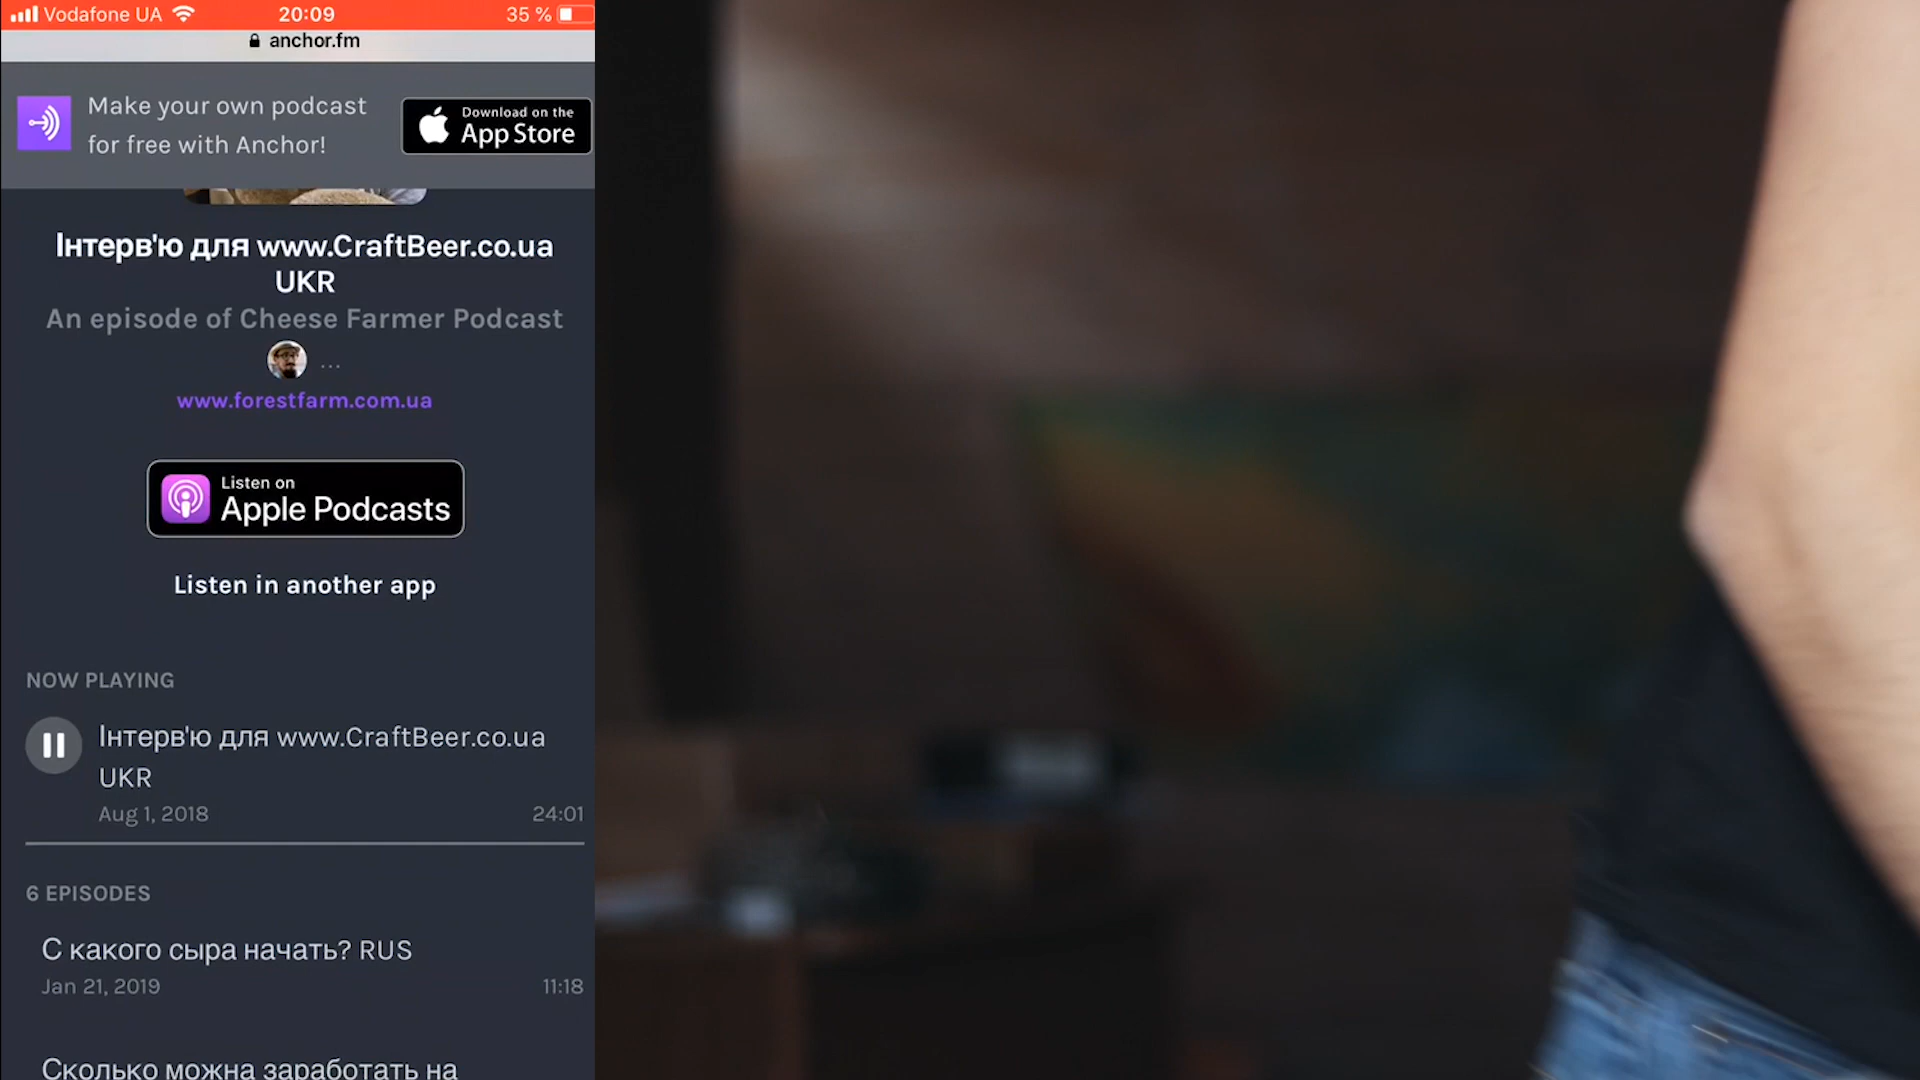 Vodafone UA 20:09 35 %
anchor.fm
Make your own podcast
for free with Anchor!
Download on the
App Store
Інтерв'ю для www.CraftBeer.co.ua
UKR
An episode of Cheese Farmer Podcast
...
www.forestfarm.com.ua
Listen on
Apple Podcasts
Listen in another app
NOW PLAYING
Інтерв'ю для www.CraftBeer.co.ua
UKR
Aug 1, 2018 24:01
6 EPISODES
С какого сыра начать? RUS
Jan 21, 2019 11:18
Сколько можна заработать на